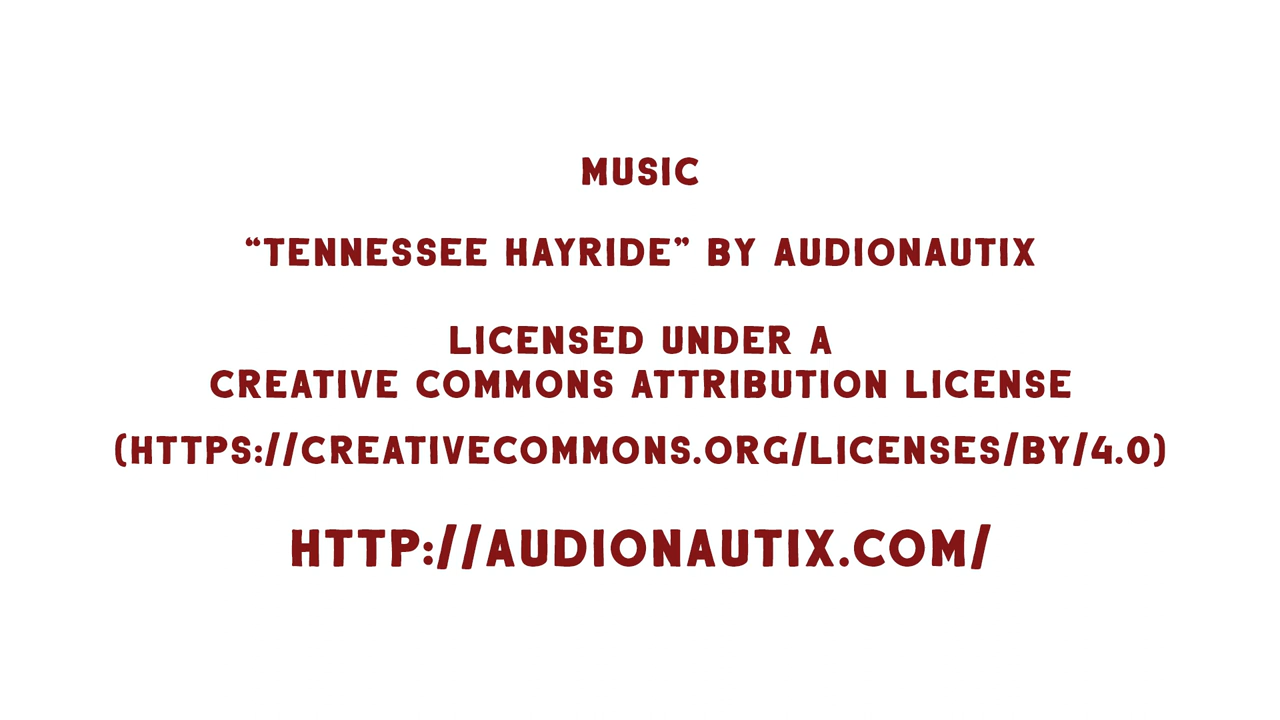 MUSIC
“TENNESSEE HAYRIDE” BY AUDIONAUTIX
LICENSED UNDER A
CREATIVE COMMONS ATTRIBUTION LICENSE
(HTTPS://CREATIVECOMMONS.ORG/LICENSES/BY/4.0)
HTTP://AUDIONAUTIX.COM/